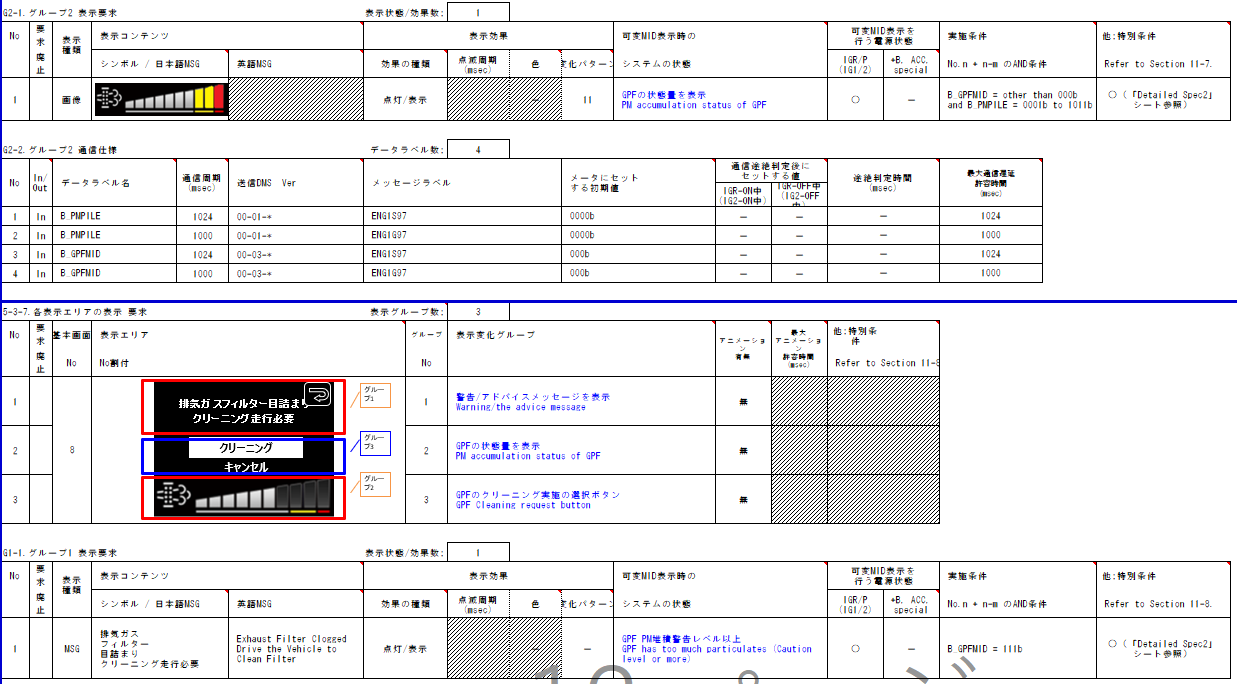 G2-1. グループ2 表示要求 表示状態/効果数: 1
No 要求廃止 表示種類 表示コンテンツ 表示効果 可変MID表示時の 可変MID表示を行う電源状態 実施条件 他:特別条件
シンボル / 日本語MSG 英語MSG 効果の種類 点滅周期(msec) 色 変化パターン システムの状態 IGR/P (IG1/2) +B, ACC, special No.n + n-m のAND条件 Refer to Section 11-7.
1 画像 点灯/表示 － 11 GPFの状態量を表示 ○ － B_GPFMID = other than 000b ○（「Detailed Spec2」
PM accumulation status of GPF and B_PMPILE = 0001b to 1011b シート参照）
G2-2. グループ2 通信仕様 データラベル数: 4
No In/Out データラベル名 通信周期(msec) 送信DMS Ver メッセージラベル メータにセットする初期値 通信途絶判定後にセットする値 途絶判定時間(msec) 最大通信遅延許容時間(msec)
IGR-ON中 (IG2-ON中) IGR-OFF中 (IG2-OFF中)
1 In B_PMPILE 1024 00-01-* ENG1S97 0000b － － － 1024
2 In B_PMPILE 1000 00-01-* ENG1G97 0000b － － － 1000
3 In B_GPFMID 1024 00-03-* ENG1S97 000b － － － 1024
4 In B_GPFMID 1000 00-03-* ENG1G97 000b － － － 1000
5-3-7.各表示エリアの表示 要求 表示グループ数: 3
No 要求廃止 基本画面 表示エリア グループ 表示変化グループ アニメーション有無 最大アニメーション許容時間(msec) 他:特別条件
No No割付 No Refer to Section 11-8
1 排気ガスフィルター目詰まり グループ1 1 警告/アドバイスメッセージを表示 無
クリーニング走行必要 Warning/the advice message
2 8 クリーニング グループ3 2 GPFの状態量を表示 無
キャンセル PM accumulation status of GPF
3 グループ2 3 GPFのクリーニング実施の選択ボタン 無
GPF Cleaning request button
G1-1. グループ1 表示要求 表示状態/効果数: 1
No 要求廃止 表示種類 表示コンテンツ 表示効果 可変MID表示時の 可変MID表示を行う電源状態 実施条件 他:特別条件
シンボル / 日本語MSG 英語MSG 効果の種類 点滅周期(msec) 色 変化パターン システムの状態 IGR/P (IG1/2) +B, ACC, special No.n + n-m のAND条件 Refer to Section 11-8.
排気ガス
フィルター Exhaust Filter Clogged GPF PM堆積警告レベル以上 ○（「Detailed Spec2」
1 MSG 目詰まり Drive the Vehicle to 点灯/表示 － － GPF has too much particulates (Caution ○ － B_GPFMID = 111b シート参照）
クリーニング走行必要 Clean Filter level or more)